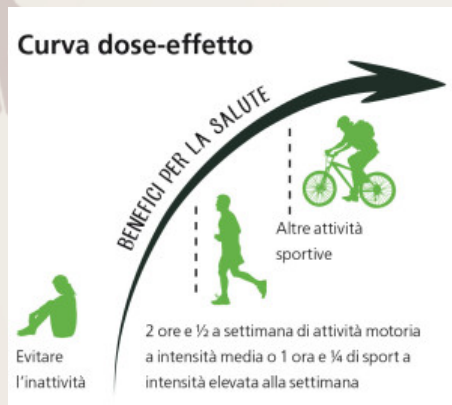 Curva dose-effetto
BENEFICI PER LA SALUTE
Altre attività
sportive
2 ore e ½ a settimana di attività motoria
a intensità media o 1 ora e ¼ di sport a
intensità elevata alla settimana
Evitare
l'inattività